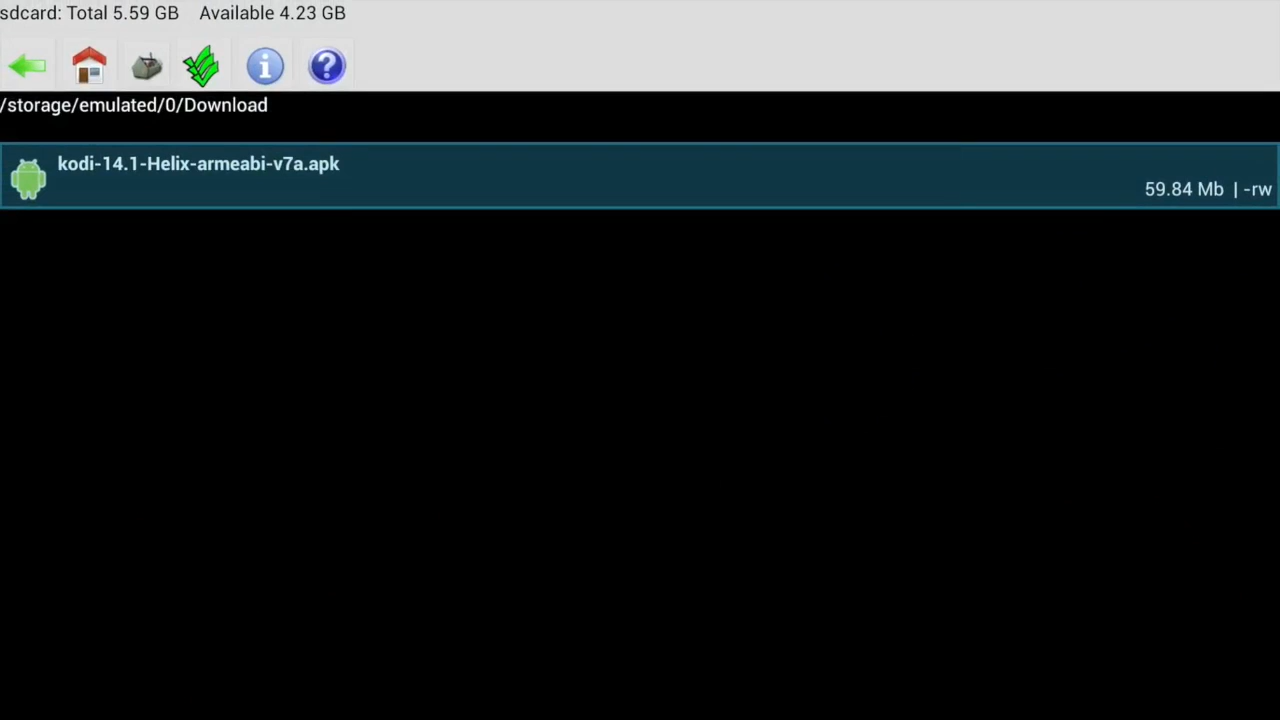 sdcard: Total 5.59 GB Available 4.23 GB
/storage/emulated/0/Download
kodi-14.1-Helix-armeabi-v7a.apk
59.84 Mb | -rw